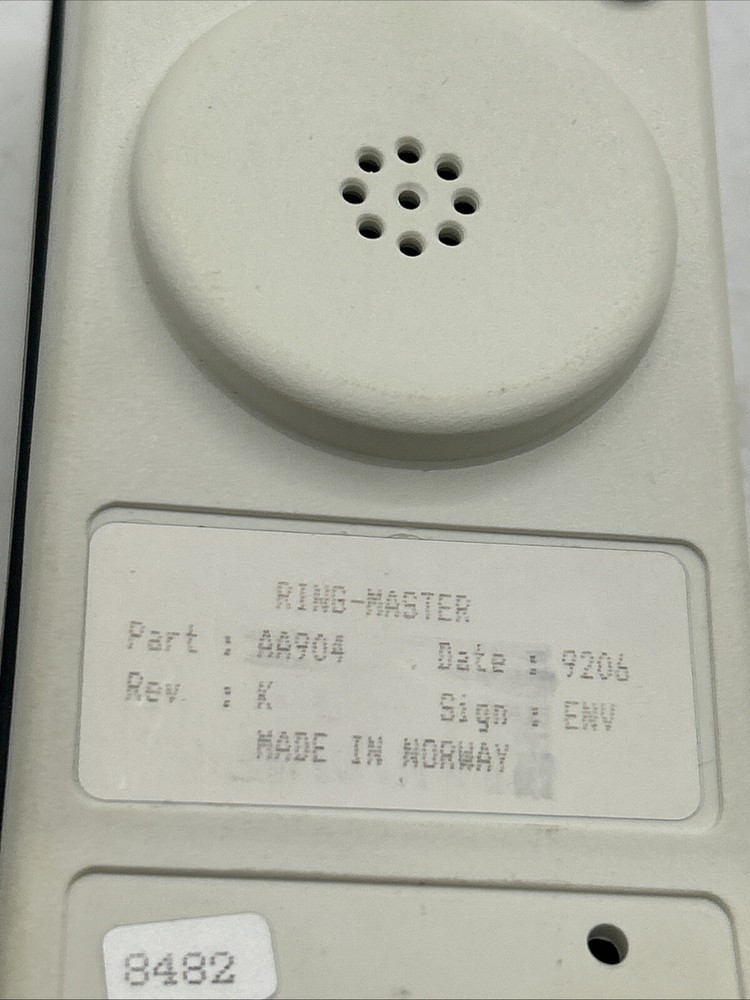 RING-MASTER
Part : AA904 Date : 9206
Rev : K Sign : ENV
MADE IN NORWAY
8482